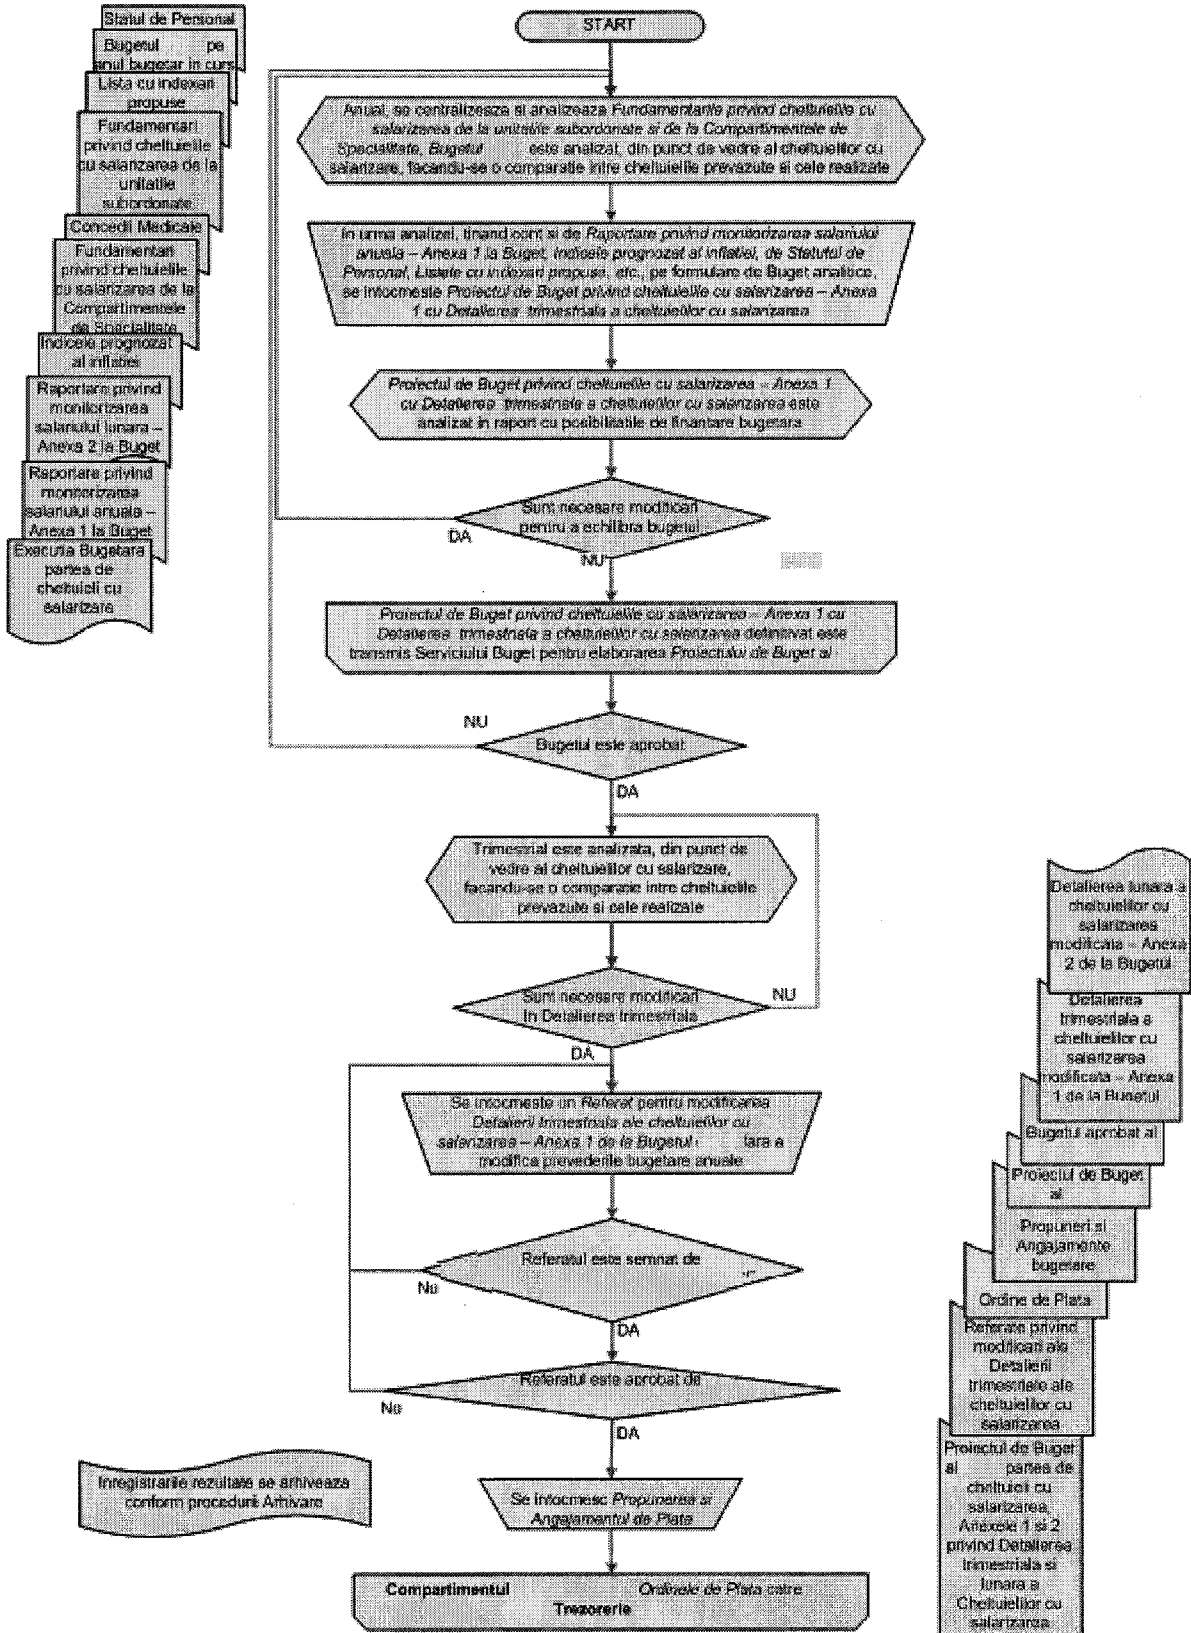 START
Anual, se centralizeaza si analizeaza Fundamentarile privind cheltuielile cu
salarizarea de la unitatile subordonate si de la Compartimentele de
Specialitate, Bugetul este analizat, din punct de vedre al cheltuielilor cu
salarizare, facandu-se o comparatie intre cheltuielile prevazute si cele realizate
In urma analizei, tinand cont si de Raportare privind monitorizarea salariului
anuala – Anexa 1 la Buget, Indicele prognozat al inflatiei, de Statutul de
Personal, Listele cu indexari propuse, etc., pe formulare de Buget analitice,
se intocmeste Proiectul de Buget privind cheltuielile cu salarizarea – Anexa
1 cu Detalierea trimestriala a cheltuielilor cu salarizarea
Proiectul de Buget privind cheltuielile cu salarizarea – Anexa 1
cu Detalierea trimestriala a cheltuielilor cu salarizarea este
analizat in raport cu posibilitatile de finantare bugetara
Sunt necesare modificari
pentru a echilibra bugetul
DA
NU
Proiectul de Buget privind cheltuielile cu salarizarea – Anexa 1 cu
Detalierea trimestriala a cheltuielilor cu salarizarea definitivat este
transmis Serviciului Buget pentru elaborarea Proiectului de Buget al
NU
Bugetul este aprobat
DA
Trimestrial este analizata, din punct de
vedre al cheltuielilor cu salarizare,
facandu-se o comparatie intre cheltuielile
prevazute si cele realizate
Sunt necesare modificari
In Detalierea trimestriala
NU
DA
Se intocmeste un Referat pentru modificarea
Detalierii trimestriala ale cheltuielilor cu
salarizarea – Anexa 1 de la Bugetul fara a
modifica prevederile bugetare anuale
Referatul este semnat de
No
DA
Referatul este aprobat de
No
DA
Se intocmesc Propunerea si
Angajamentul de Plata
Compartimentul Ordinele de Plata catre
Trezorerie
Statul de Personal
Bugetul pe
anul bugetar in curs
Lista cu indexari
propuse
Fundamentari
privind cheltuielile
cu salarizarea de la
unitatile
subordonate
Concedii Medicale
Fundamentari
privind cheltuielile
cu salarizarea de la
Compartimentele
de Specialitate
Indicele prognozat
al inflatiei
Raportare privind
monitorizarea
salariului lunara –
Anexa 2 la Buget
Raportare privind
monitorizarea
salariului anuala –
Anexa 1 la Buget
Executia Bugetara
partea de
cheltuieli cu
salarizare
Inregistrarile rezultate se arhiveaza
conform procedurii Arhivare
Detalierea lunara a
cheltuielilor cu
salarizarea
modificata – Anexa
2 de la Bugetul
Detalierea
trimestriala a
cheltuielilor cu
salarizarea
modificata – Anexa
1 de la Bugetul
Bugetul aprobat al
Proiectul de Buget
al
Propuneri si
Angajamente
bugetare
Ordine de Plata
Referate privind
modificari ale
Detalierii
trimestriale ale
cheltuielilor cu
salarizarea
Proiectul de Buget
al partea de
cheltuieli cu
salarizarea,
Anexele 1 si 2
privind Detalierea
trimestriala si
lunara a
Cheltuielilor cu
salarizarea